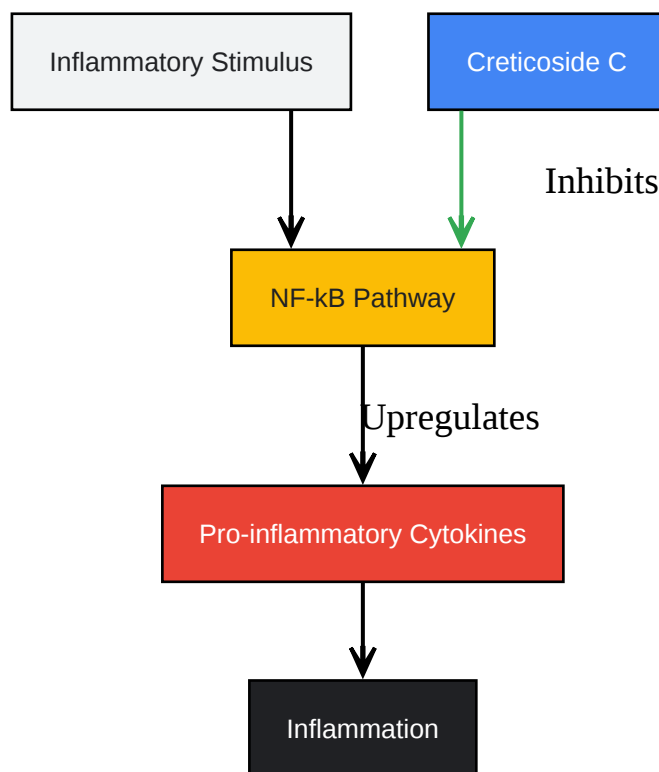 Inflammatory Stimulus
Creticoside C
Inhibits
NF-kB Pathway
Upregulates
Pro-inflammatory Cytokines
Inflammation